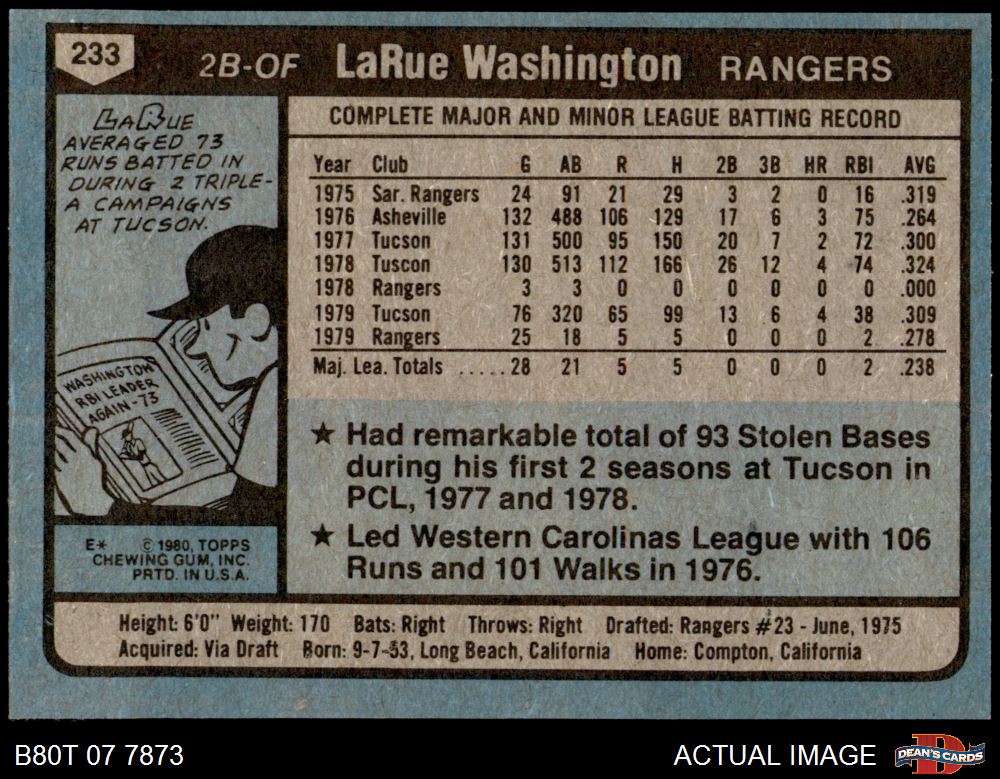 233 2B-OF LaRue Washington RANGERS
LARUE
AVERAGED 73
RUNS BATTED IN
DURING 2 TRIPLE-
A CAMPAIGNS
AT TUCSON.
WASHINGTON
RBI LEADER
AGAIN-73
E* © 1980, TOPPS
CHEWING GUM, INC.
PRTD. IN U.S.A.
COMPLETE MAJOR AND MINOR LEAGUE BATTING RECORD
Year Club G AB R H 2B 3B HR RBI AVG
1975 Sar. Rangers 24 91 21 29 3 2 0 16 .319
1976 Asheville 132 488 106 129 17 6 3 75 .264
1977 Tucson 131 500 95 150 20 7 2 72 .300
1978 Tuscon 130 513 112 166 26 12 4 74 .324
1978 Rangers 3 3 0 0 0 0 0 0 .000
1979 Tucson 76 320 65 99 13 6 4 38 .309
1979 Rangers 25 18 5 5 0 0 0 2 .278
Maj. Lea. Totals .....28 21 5 5 0 0 0 2 .238
★ Had remarkable total of 93 Stolen Bases
during his first 2 seasons at Tucson in
PCL, 1977 and 1978.
★ Led Western Carolinas League with 106
Runs and 101 Walks in 1976.
Height: 6'0" Weight: 170 Bats: Right Throws: Right Drafted: Rangers #23 - June, 1975
Acquired: Via Draft Born: 9-7-53, Long Beach, California Home: Compton, California
B80T 07 7873 ACTUAL IMAGE DEAN'S CARDS